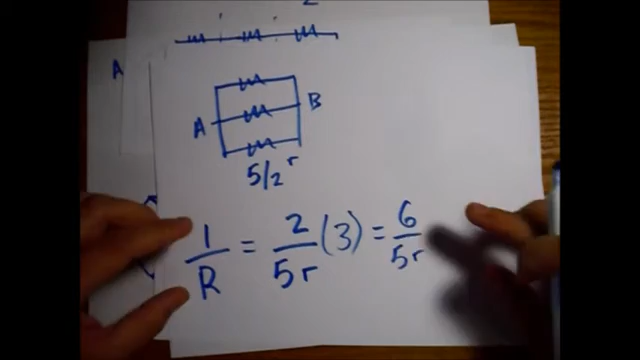 A
B
A
5/2 r
1/R = 2/5r (3) = 6/5r